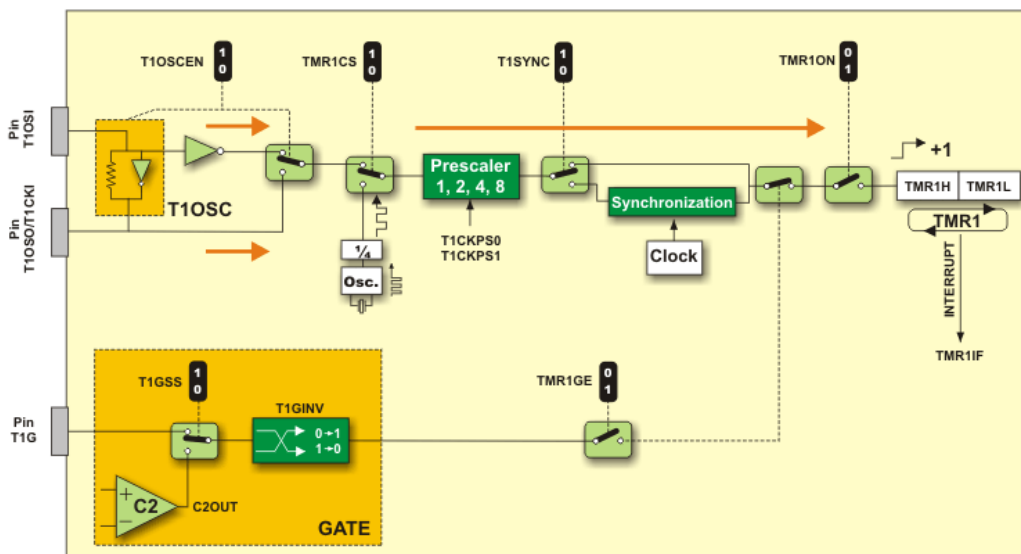 T1OSCEN
1
0
TMR1CS
1
0
T1SYNC
1
0
TMR1ON
0
1
Pin
T1OSI
T1OSC
Pin
T1OSO/T1CKI
Prescaler
1, 2, 4, 8
T1CKPS0
T1CKPS1
1/4
Osc.
Synchronization
Clock
+1
TMR1H
TMR1L
TMR1
INTERRUPT
TMR1IF
T1GSS
1
0
T1GINV
0→1
1→0
TMR1GE
0
1
Pin
T1G
C2
+
−
C2OUT
GATE